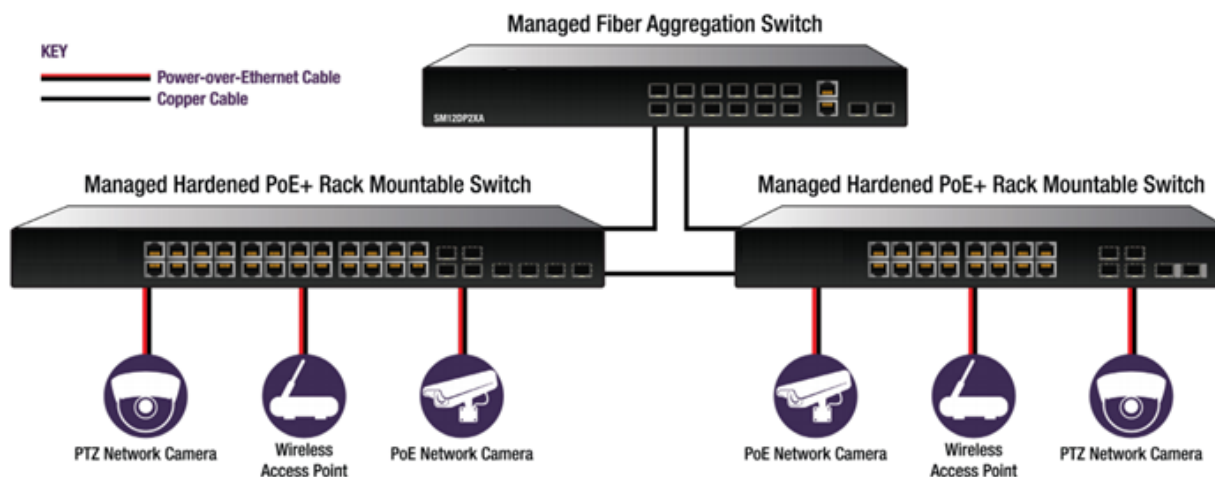 Managed Fiber Aggregation Switch
KEY
Power-over-Ethernet Cable
Copper Cable
SM12DP2XA
Managed Hardened PoE+ Rack Mountable Switch
Managed Hardened PoE+ Rack Mountable Switch
PTZ Network Camera
Wireless
Access Point
PoE Network Camera
PoE Network Camera
Wireless
Access Point
PTZ Network Camera